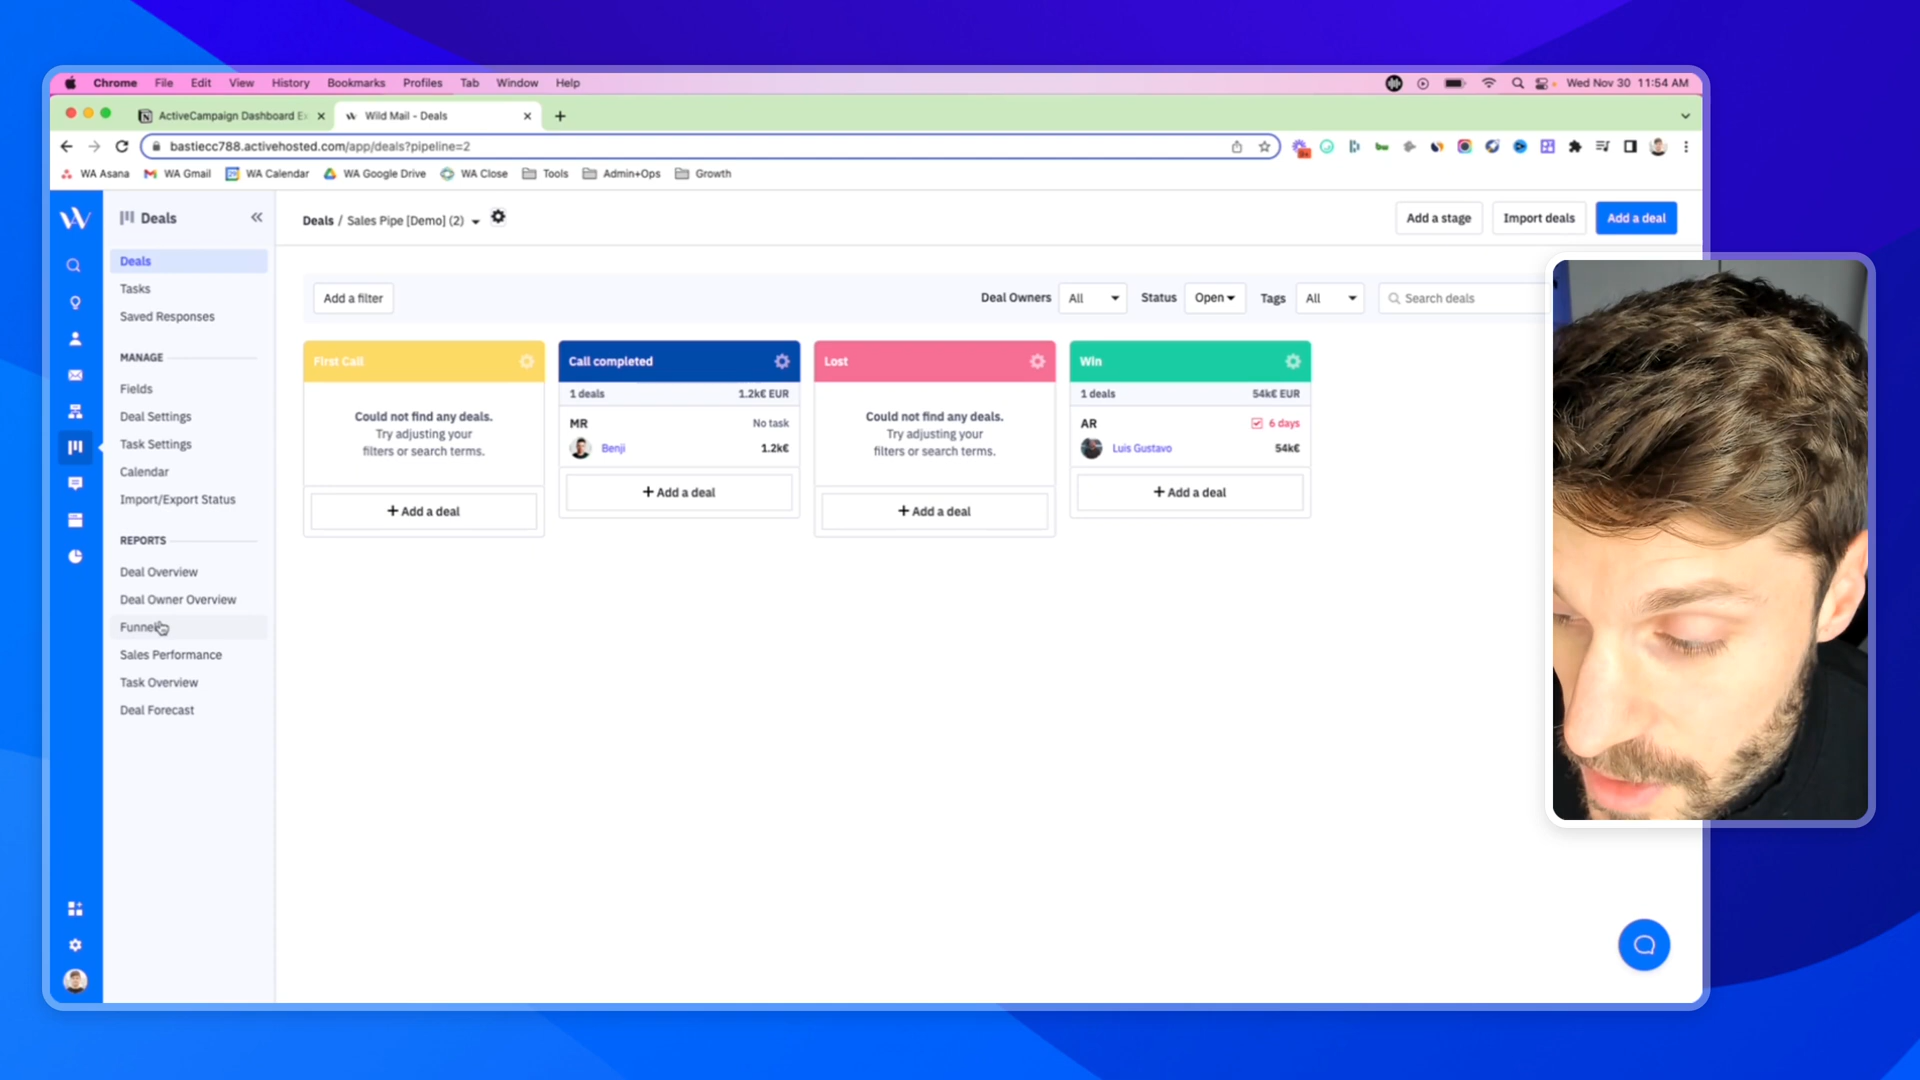 Chrome File Edit View History Bookmarks Profiles Tab Window Help Wed Nov 30 11:54 AM
ActiveCampaign Dashboard Ex Wild Mail - Deals
bastiecc788.activehosted.com/app/deals?pipeline=2
WA Asana WA Gmail WA Calendar WA Google Drive WA Close Tools Admin+Ops Growth
Deals
Deals
Tasks
Saved Responses
MANAGE
Fields
Deal Settings
Task Settings
Calendar
Import/Export Status
REPORTS
Deal Overview
Deal Owner Overview
Sales Performance
Task Overview
Deal Forecast
Deals / Sales Pipe [Demo] (2)
Add a stage Import deals Add a deal
Add a filter Deal Owners All Status Open Tags All Search deals
First Call
Could not find any deals.
Try adjusting your
filters or search terms.
+ Add a deal
Call completed
1 deals 1.2k€ EUR
MR No task
Benji 1.2k€
+ Add a deal
Lost
Could not find any deals.
Try adjusting your
filters or search terms.
+ Add a deal
Win
1 deals 54k€ EUR
AR 6 days
Luis Gustavo 54k€
+ Add a deal